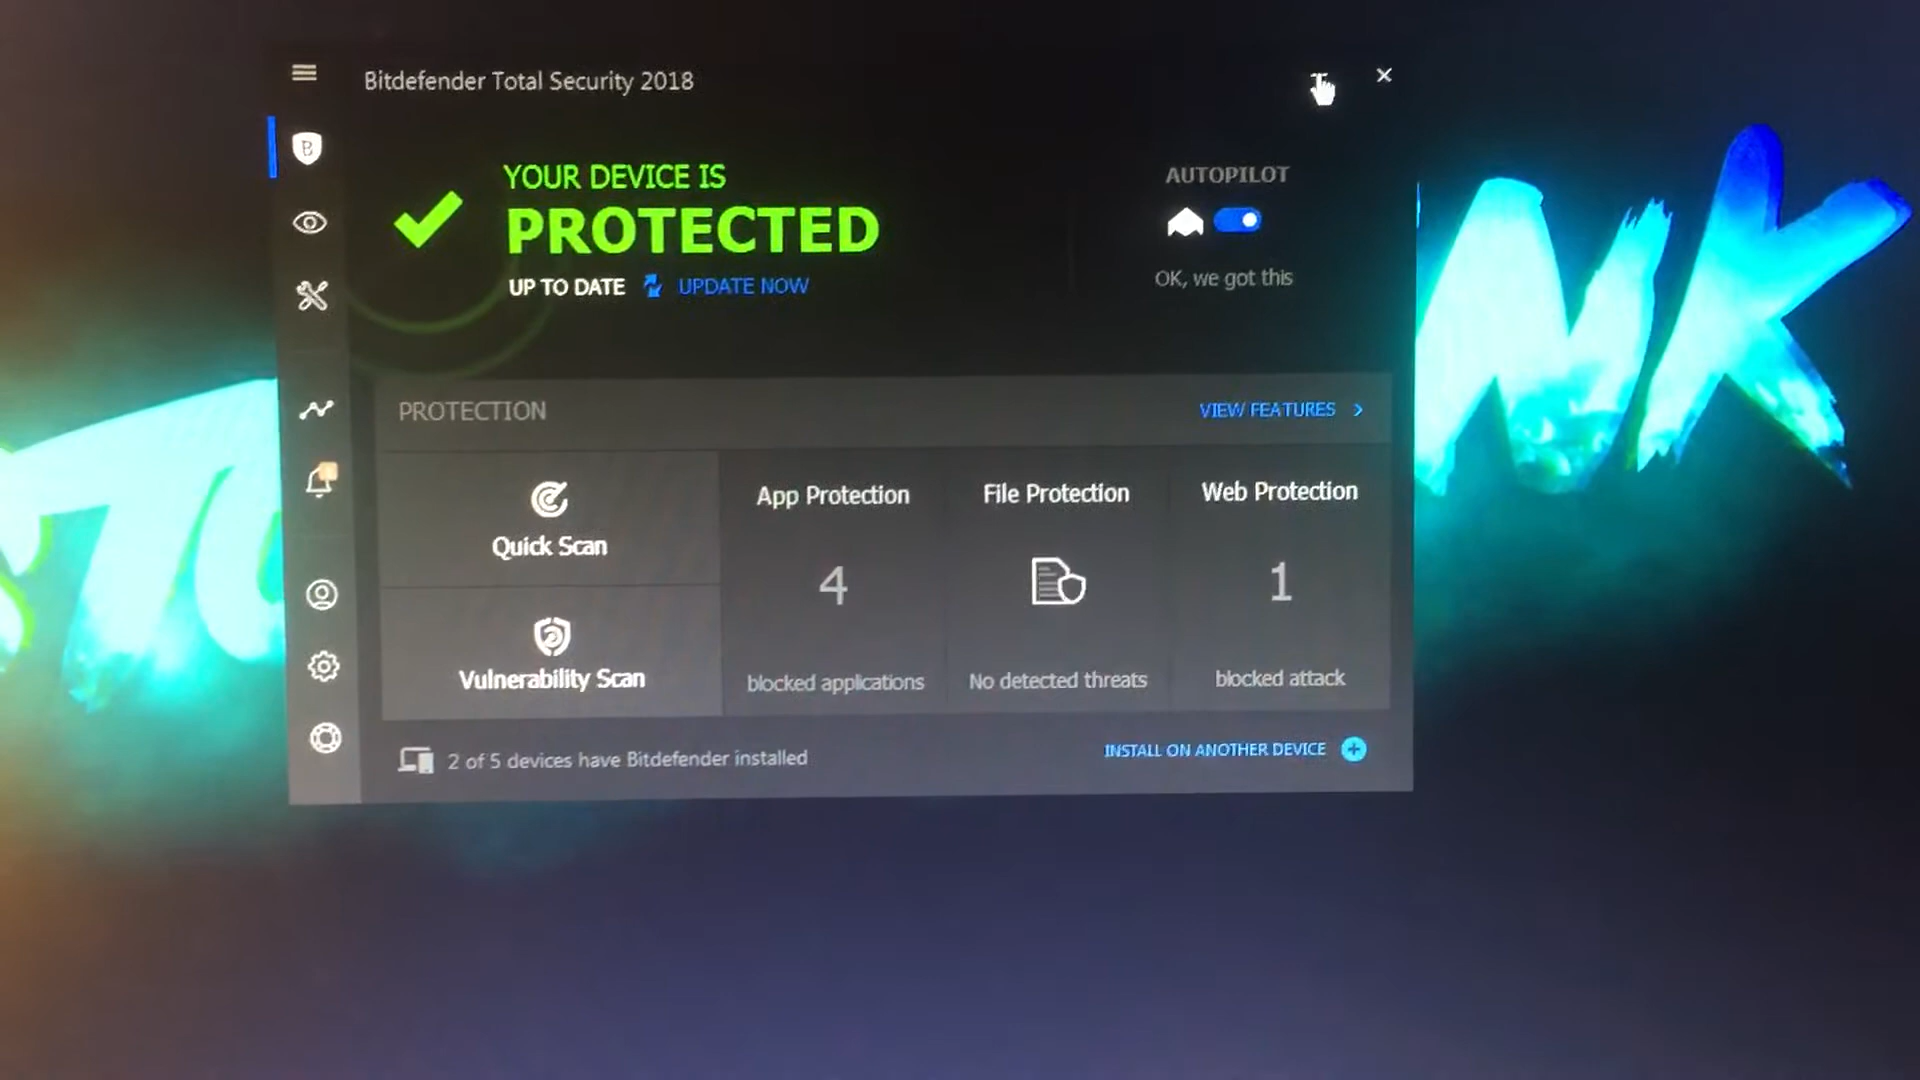 Bitdefender Total Security 2018
YOUR DEVICE IS
PROTECTED
UP TO DATE UPDATE NOW
AUTOPILOT
OK, we got this
PROTECTION
VIEW FEATURES
Quick Scan
Vulnerability Scan
App Protection
4
blocked applications
File Protection
No detected threats
Web Protection
1
blocked attack
2 of 5 devices have Bitdefender installed
INSTALL ON ANOTHER DEVICE